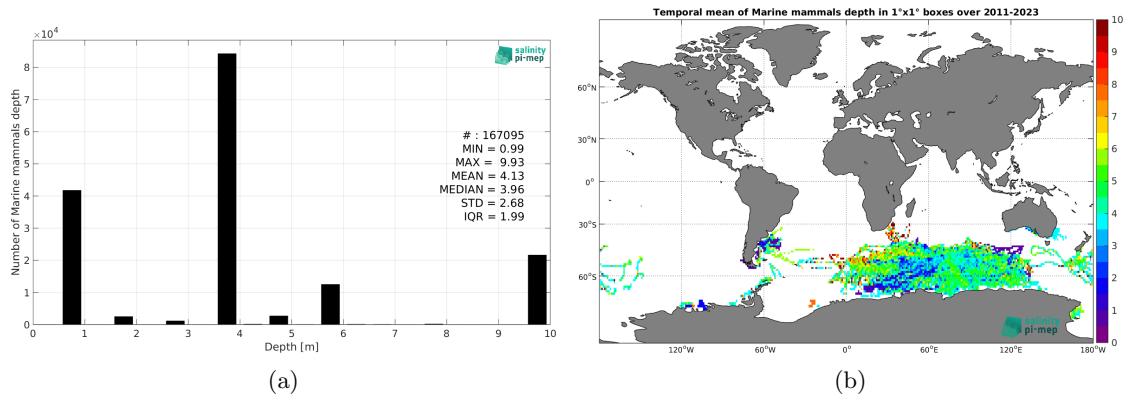 ×10⁴
8
7
6
5
4
3
2
1
0
Number of Marine mammals depth
salinity
pi-mep
# : 167095
MIN = 0.99
MAX = 9.93
MEAN = 4.13
MEDIAN = 3.96
STD = 2.68
IQR = 1.99
0 1 2 3 4 5 6 7 8 9 10
Depth [m]
(a)
Temporal mean of Marine mammals depth in 1°x1° boxes over 2011-2023
60°N
30°N
0°
30°S
60°S
120°W 60°W 0° 60°E 120°E 180°W
salinity
pi-mep
10
9
8
7
6
5
4
3
2
1
0
(b)